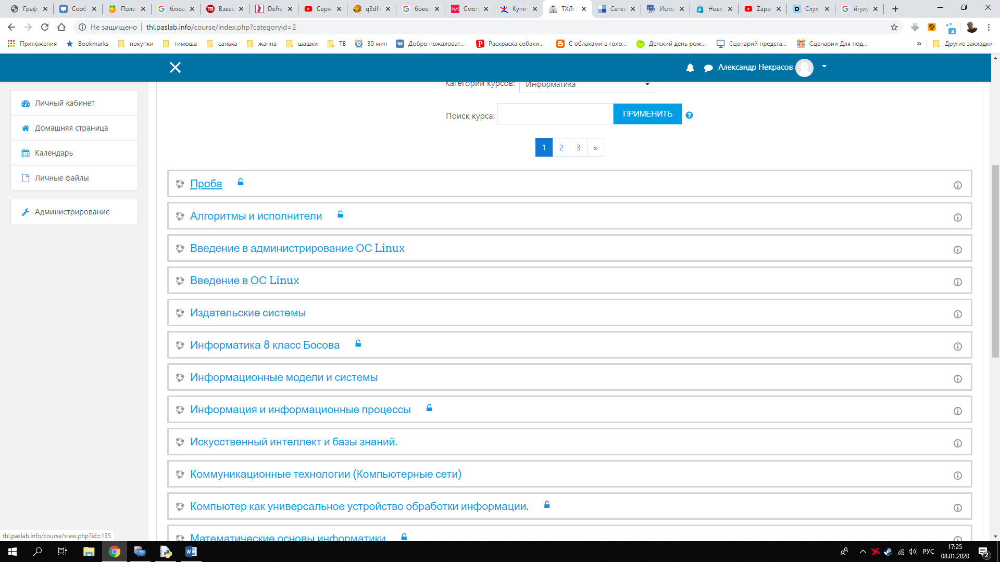 Граф
Сооб
Поле
блюд
Взвец
Defra
Сери
q3df.
боев
Смот
Купит
ТХЛ:
Сетев
Испо
Ново
Zapa
Слух
йгулу
Не защищено
thl.paslab.info/course/index.php?categoryid=2
Приложения
Bookmarks
покупки
тимоша
санька
жанна
шашки
ТВ
30 мин
Добро пожаловат...
Раскраска собаки...
С облаками в голо...
Детский день рож...
Сценарий предста...
Сценарии Для под...
»
Другие закладки
Александр Некрасов
Личный кабинет
Домашняя страница
Календарь
Личные файлы
Администрирование
Категории курсов: Информатика
Поиск курса: ПРИМЕНИТЬ
1 2 3 »
Проба
Алгоритмы и исполнители
Введение в администрирование ОС Linux
Введение в ОС Linux
Издательские системы
Информатика 8 класс Босова
Информационные модели и системы
Информация и информационные процессы
Искусственный интеллект и базы знаний.
Коммуникационные технологии (Компьютерные сети)
Компьютер как универсальное устройство обработки информации.
Математические основы информатики
thl.paslab.info/course/view.php?id=135
РУС
17:25
08.01.2020
2